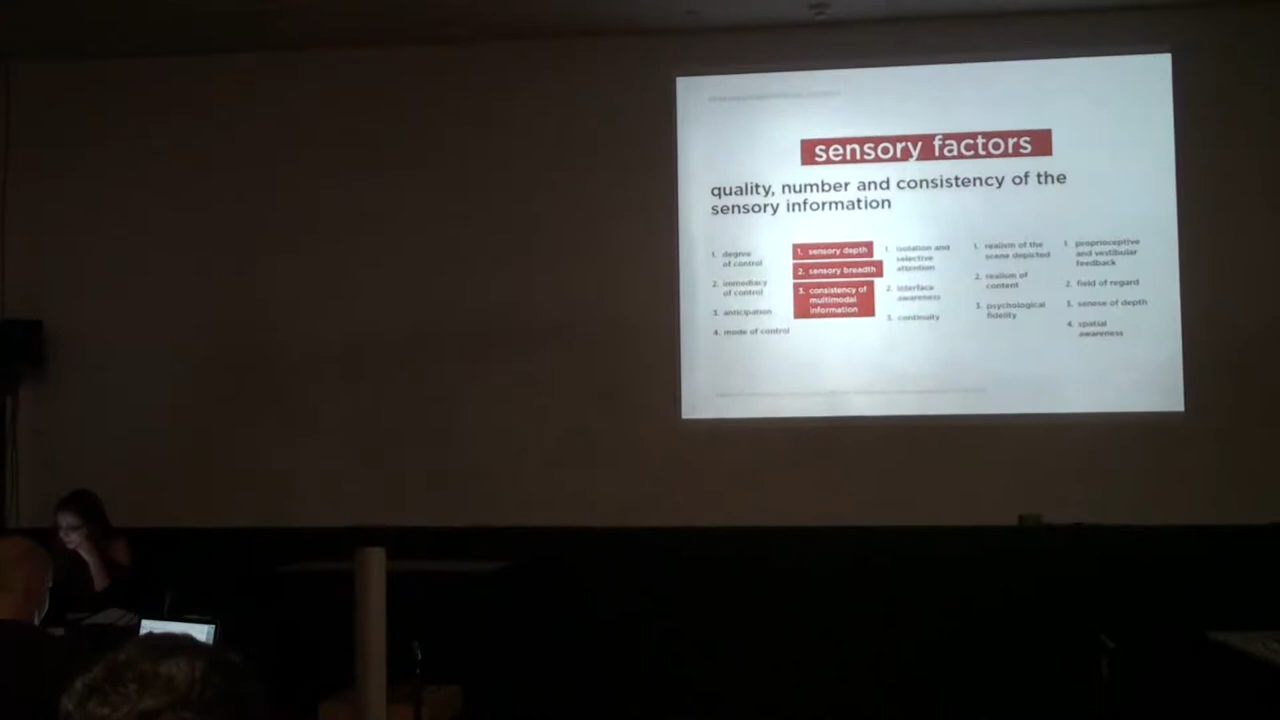 sensory factors
quality, number and consistency of the
sensory information
1. degree
of control
2. immediacy
of control
3. anticipation
4. mode of control
1. sensory depth
2. sensory breadth
3. consistency of
multimodal
information
1. isolation and
selective
attention
2. interface
awareness
3. continuity
1. realism of the
scene depicted
2. realism of
content
3. psychological
fidelity
1. proprioceptive
and vestibular
feedback
2. field of regard
3. sense of depth
4. spatial
awareness